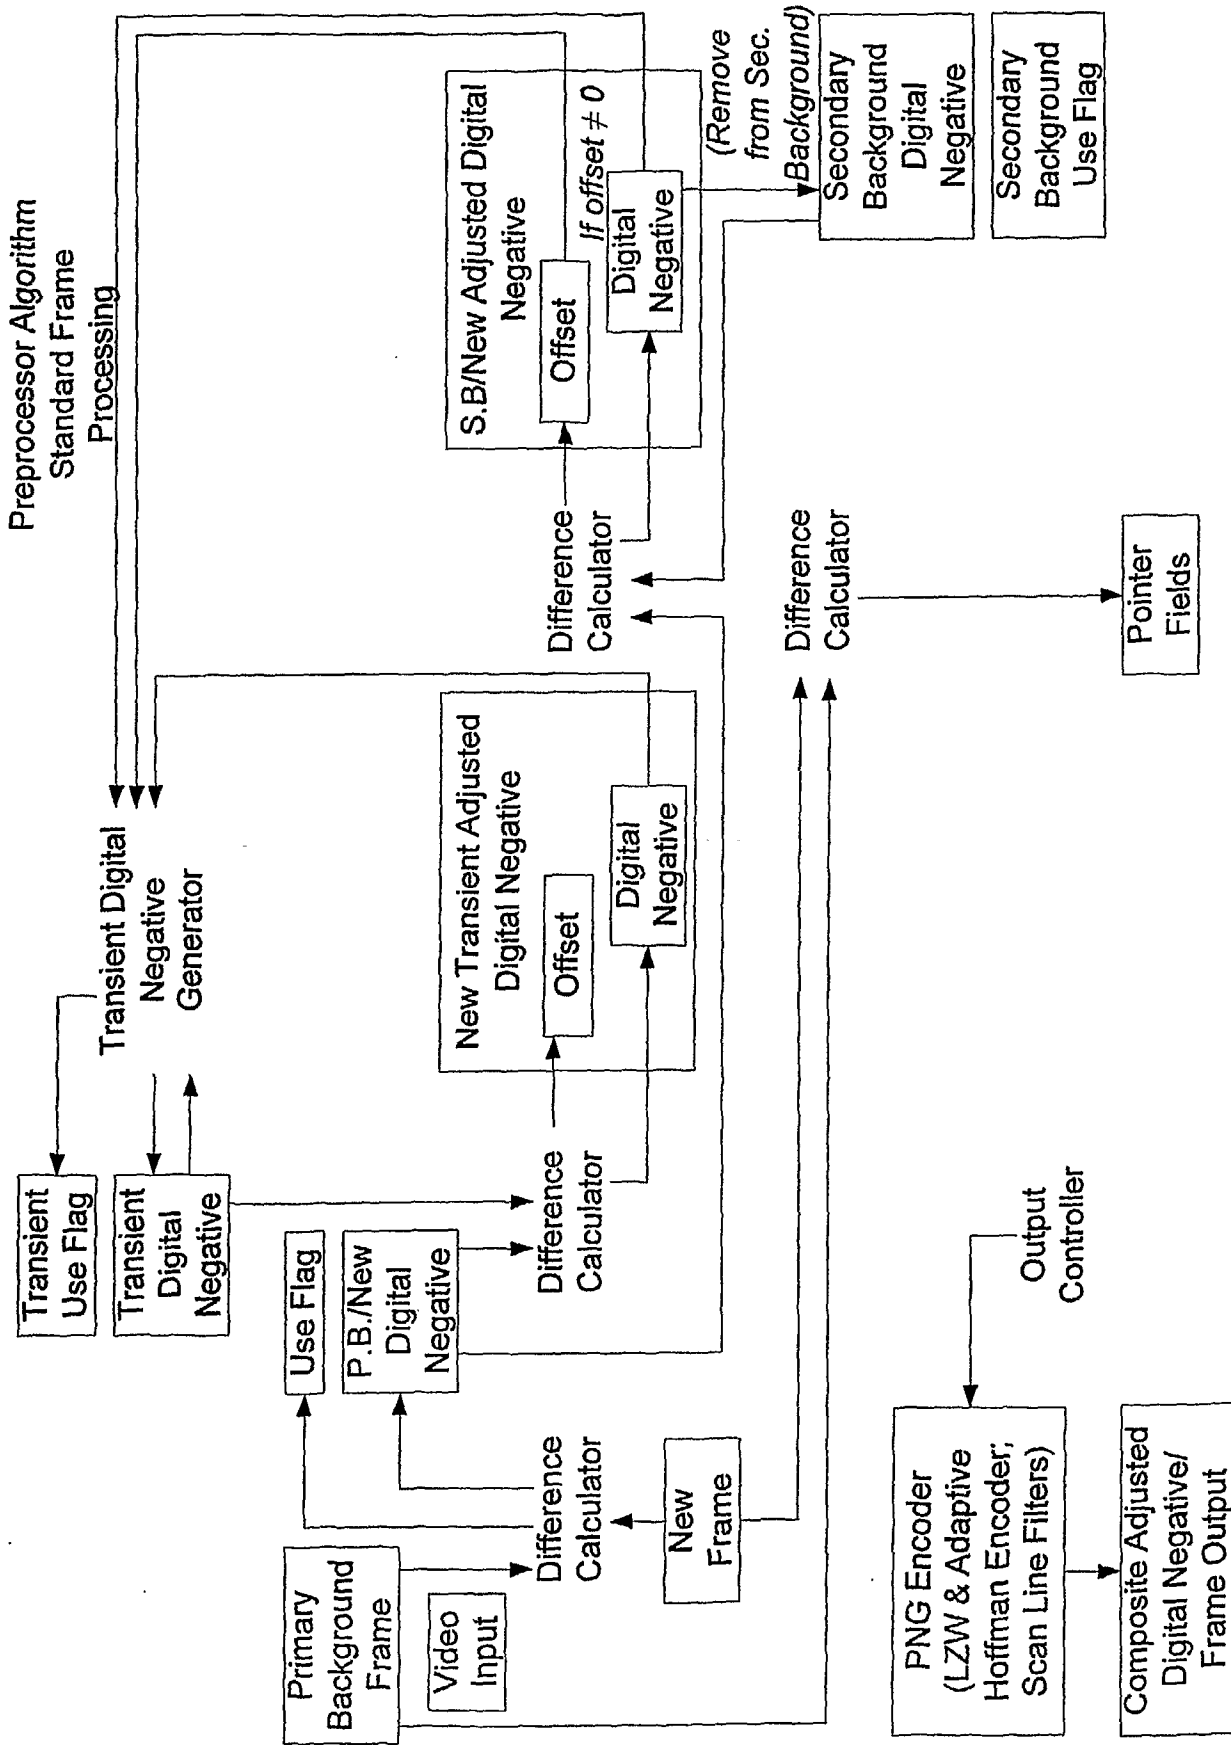 Preprocessor Algorithm
Standard Frame
Processing
Transient
Use Flag
Transient
Digital
Negative
Transient Digital
Negative
Generator
Use Flag
P.B./New
Digital
Negative
Primary
Background
Frame
Video
Input
Difference
Calculator
New
Frame
Difference
Calculator
New Transient Adjusted
Digital Negative
Offset
Digital
Negative
Difference
Calculator
S.B/New Adjusted Digital
Negative
Offset
If offset ≠ 0
Digital
Negative
(Remove
from Sec.
Background)
Secondary
Background
Digital
Negative
Secondary
Background
Use Flag
Difference
Calculator
Pointer
Fields
Output
Controller
PNG Encoder
(LZW & Adaptive
Hoffman Encoder;
Scan Line Filters)
Composite Adjusted
Digital Negative/
Frame Output